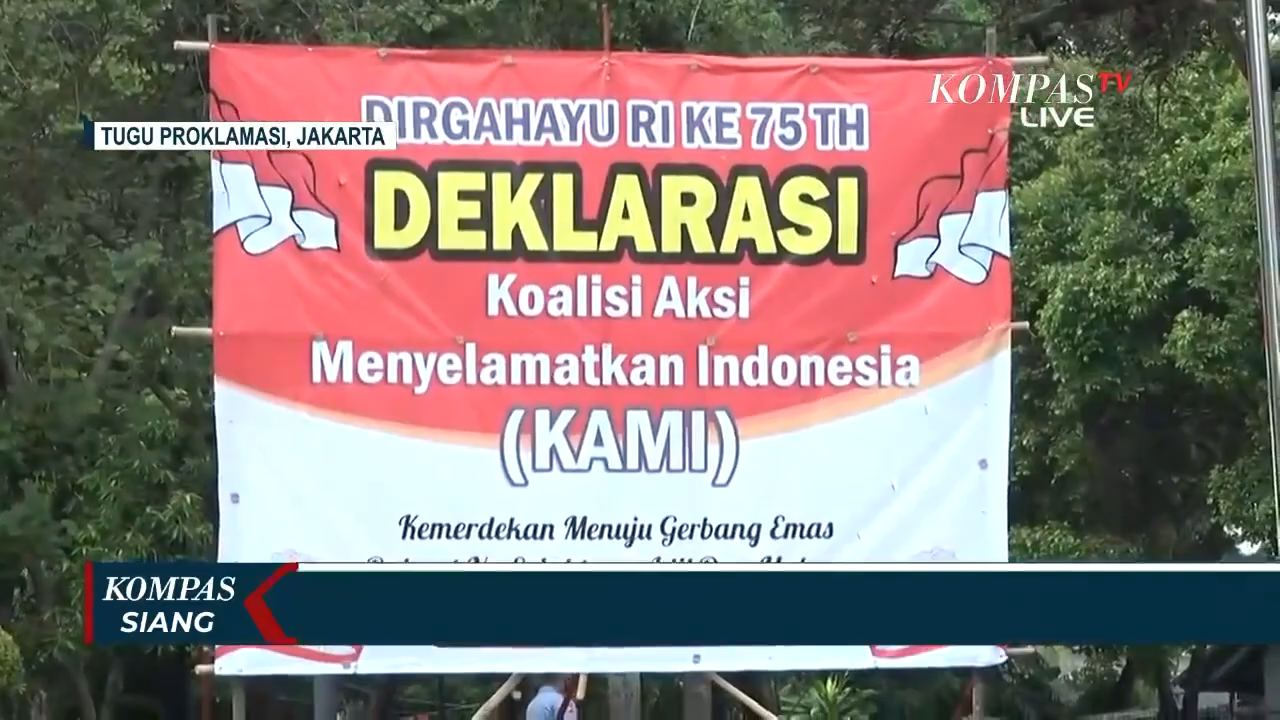 KOMPAS TV
LIVE
TUGU PROKLAMASI, JAKARTA
DIRGAHAYU RI KE 75 TH
DEKLARASI
Koalisi Aksi
Menyelamatkan Indonesia
(KAMI)
Kemerdekan Menuju Gerbang Emas
KOMPAS
SIANG